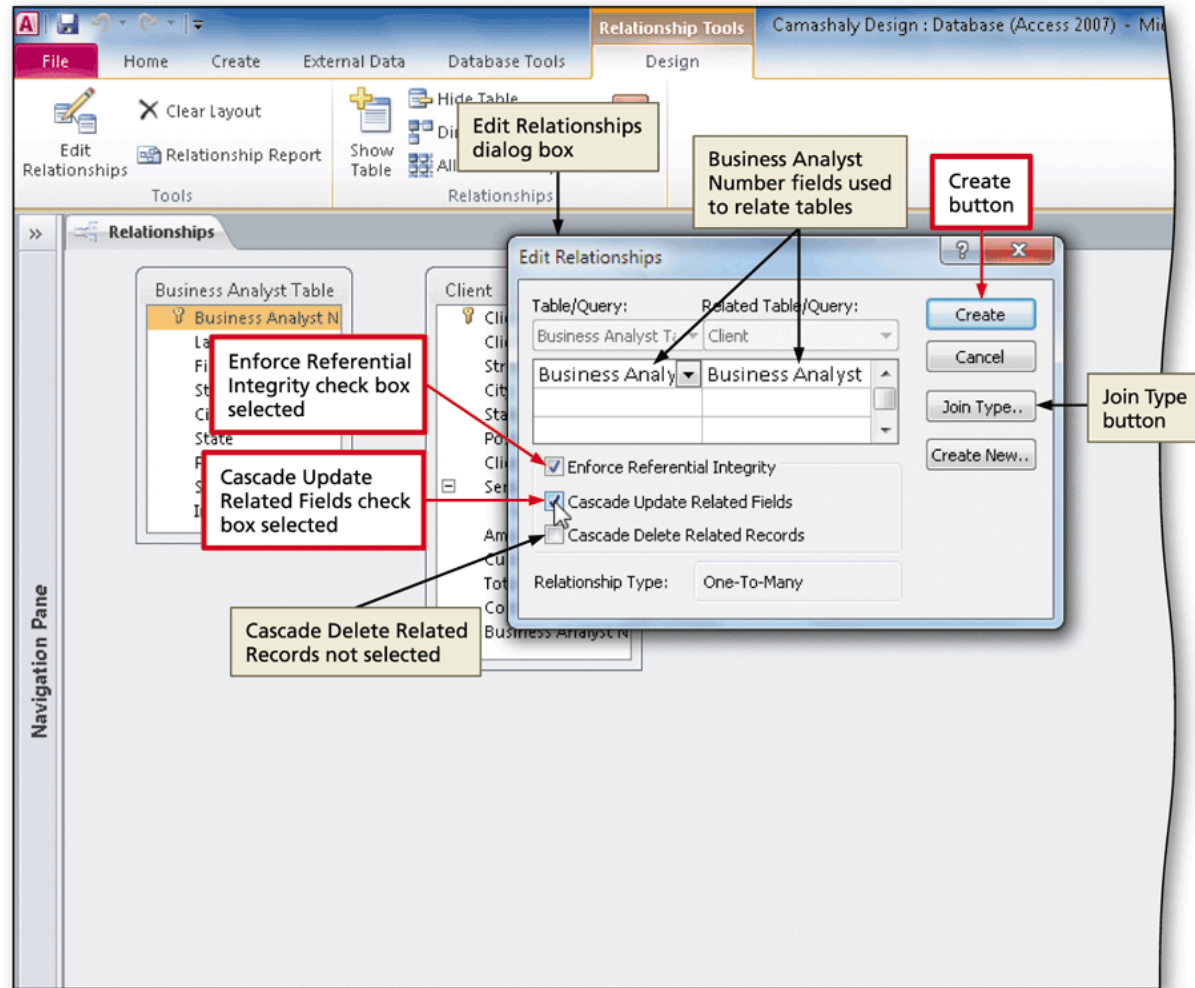 Relationship Tools
Camashaly Design : Database (Access 2007) -
File
Home
Create
External Data
Database Tools
Design
Edit
Relationships
Clear Layout
Relationship Report
Tools
Show
Table
Hide Table
All
Relationships
Edit Relationships
dialog box
Business Analyst
Number fields used
to relate tables
Create
button
Relationships
Business Analyst Table
Business Analyst N
State
Client
Enforce Referential
Integrity check box
selected
Cascade Update
Related Fields check
box selected
Cascade Delete Related
Records not selected
Business Analyst N
Edit Relationships
Table/Query:
Related Table/Query:
Business Analyst Ta
Client
Business Analy
Business Analyst
Enforce Referential Integrity
Cascade Update Related Fields
Cascade Delete Related Records
Relationship Type:
One-To-Many
Create
Cancel
Join Type..
Create New..
Join Type
button
Navigation Pane